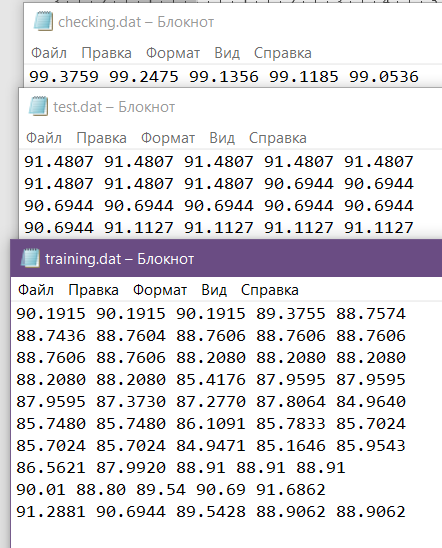 checking.dat – Блокнот
Файл Правка Формат Вид Справка
99.3759 99.2475 99.1356 99.1185 99.0536
test.dat – Блокнот
Файл Правка Формат Вид Справка
91.4807 91.4807 91.4807 91.4807 91.4807
91.4807 91.4807 91.4807 90.6944 90.6944
90.6944 90.6944 90.6944 90.6944 90.6944
90.6944 91.1127 91.1127 91.1127 91.1127
training.dat – Блокнот
Файл Правка Формат Вид Справка
90.1915 90.1915 90.1915 89.3755 88.7574
88.7436 88.7604 88.7606 88.7606 88.7606
88.7606 88.7606 88.2080 88.2080 88.2080
88.2080 88.2080 85.4176 87.9595 87.9595
87.9595 87.3730 87.2770 87.8064 84.9640
85.7480 85.7480 86.1091 85.7833 85.7024
85.7024 85.7024 84.9471 85.1646 85.9543
86.5621 87.9920 88.91 88.91 88.91
90.01 88.80 89.54 90.69 91.6862
91.2881 90.6944 89.5428 88.9062 88.9062